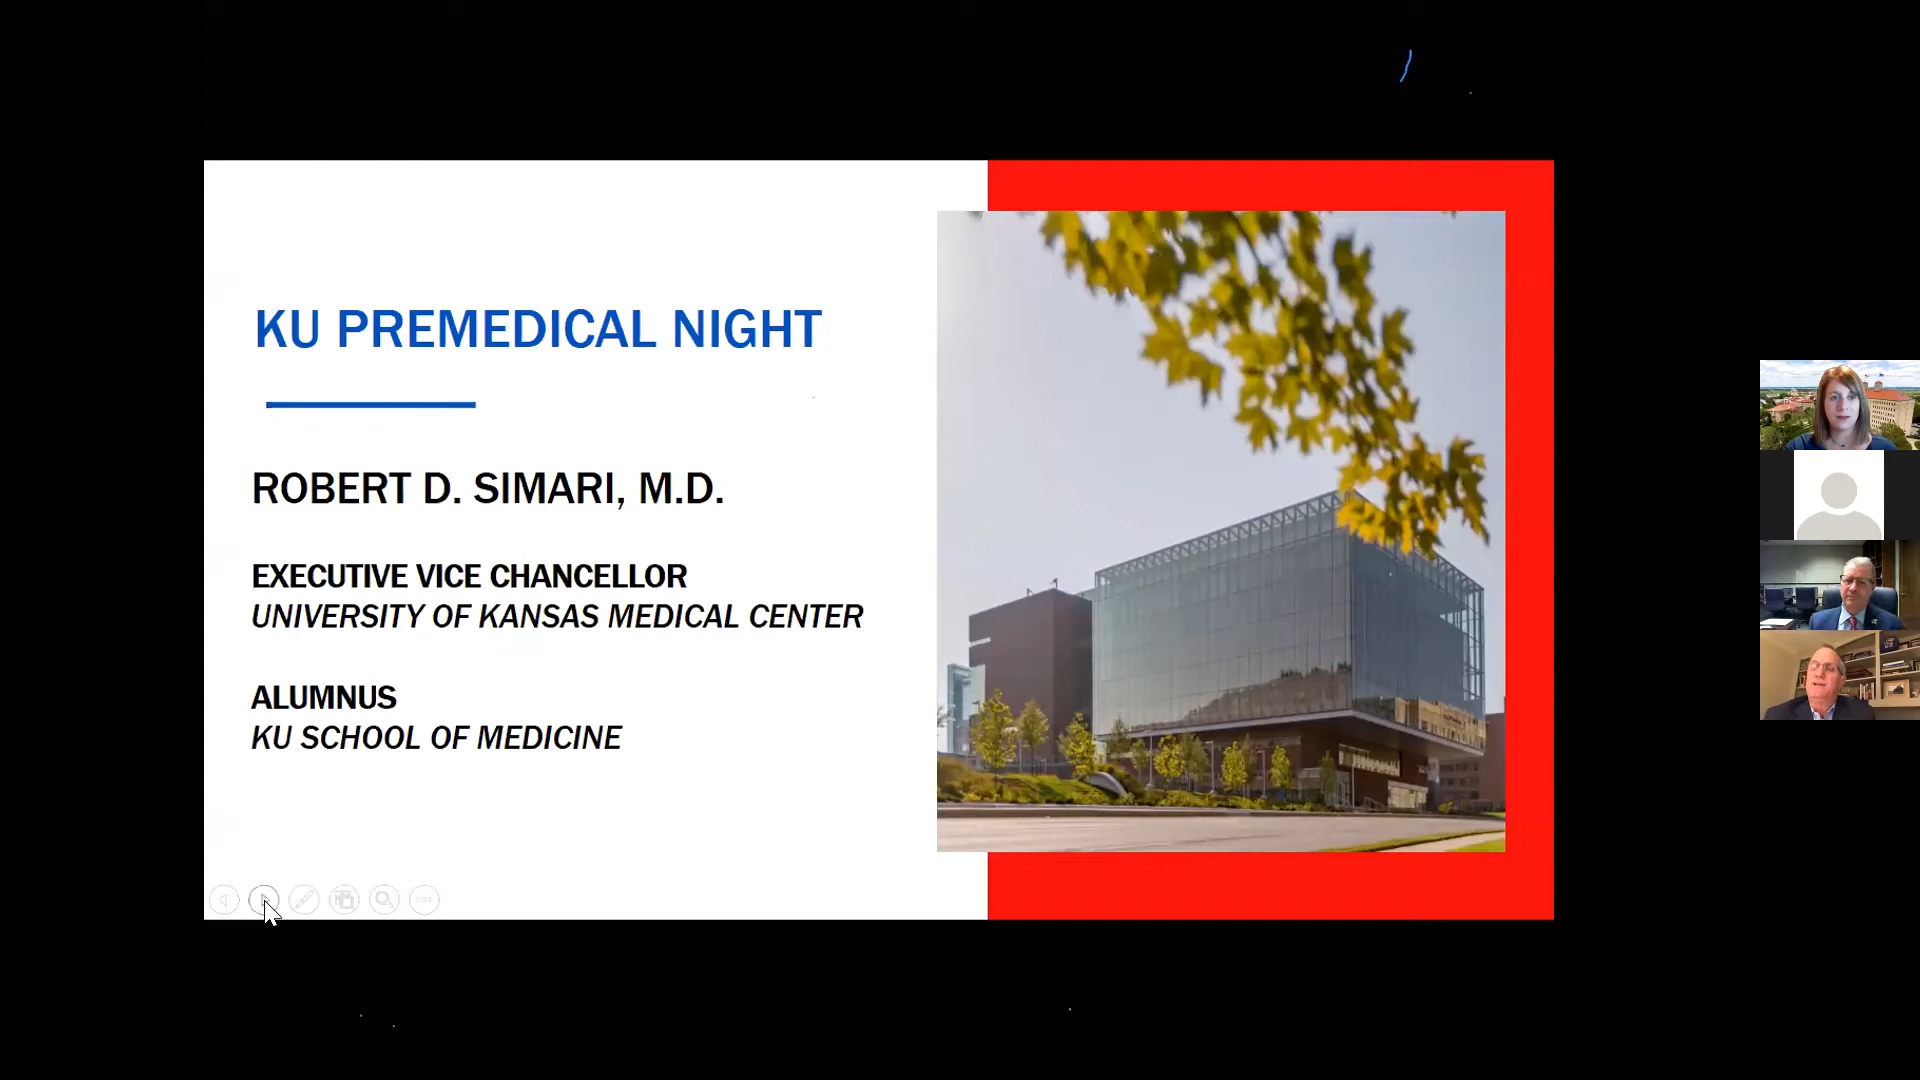 KU PREMEDICAL NIGHT
ROBERT D. SIMARI, M.D.
EXECUTIVE VICE CHANCELLOR
UNIVERSITY OF KANSAS MEDICAL CENTER
ALUMNUS
KU SCHOOL OF MEDICINE